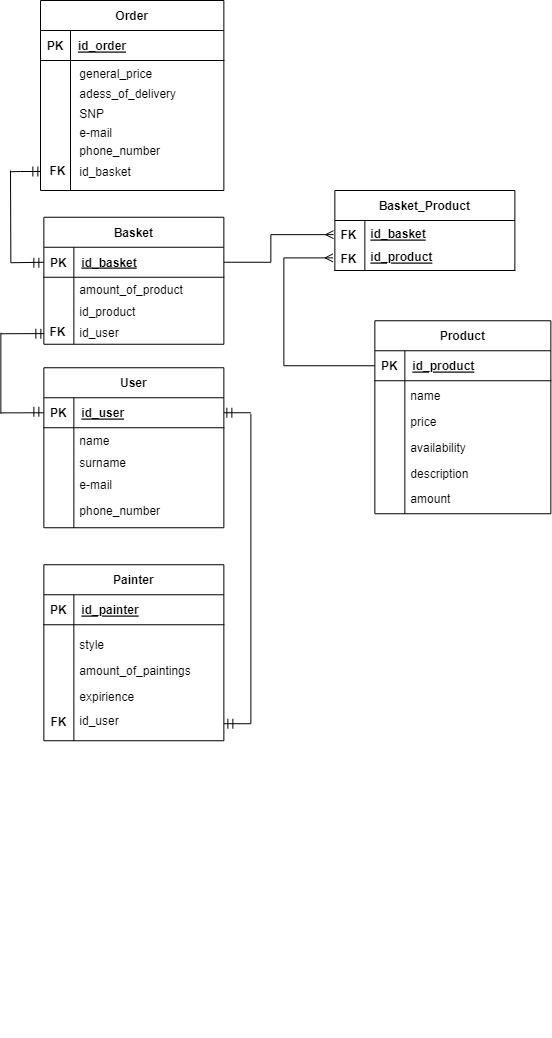 Order
PK id_order
general_price
adess_of_delivery
SNP
e-mail
phone_number
FK id_basket
Basket
PK id_basket
amount_of_product
id_product
FK id_user
User
PK id_user
name
surname
e-mail
phone_number
Painter
PK id_painter
style
amount_of_paintings
expirience
FK id_user
Basket_Product
FK id_basket
FK id_product
Product
PK id_product
name
price
availability
description
amount